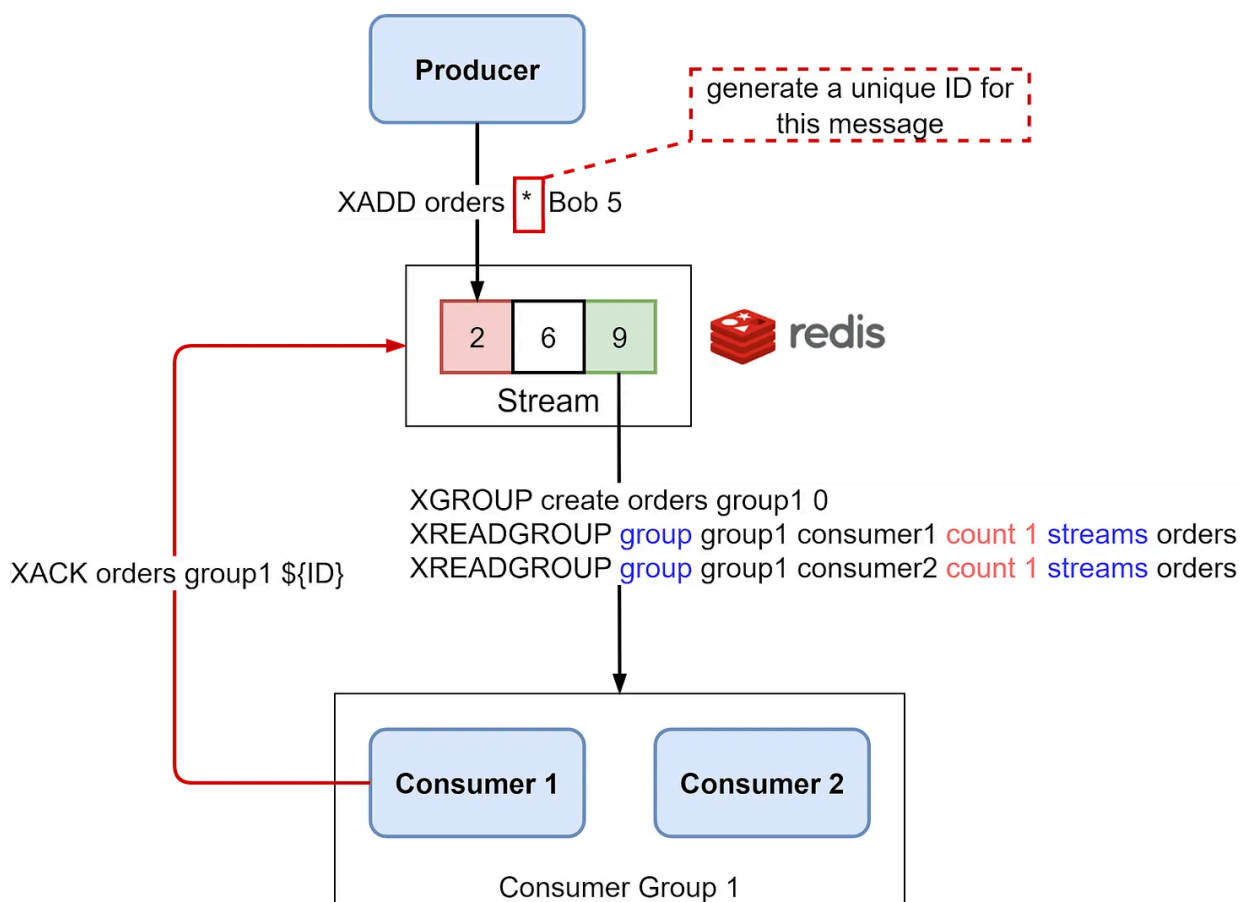 Producer
generate a unique ID for
this message
XADD orders * Bob 5
2 6 9
Stream
redis
XGROUP create orders group1 0
XREADGROUP group group1 consumer1 count 1 streams orders
XREADGROUP group group1 consumer2 count 1 streams orders
XACK orders group1 ${ID}
Consumer 1
Consumer 2
Consumer Group 1